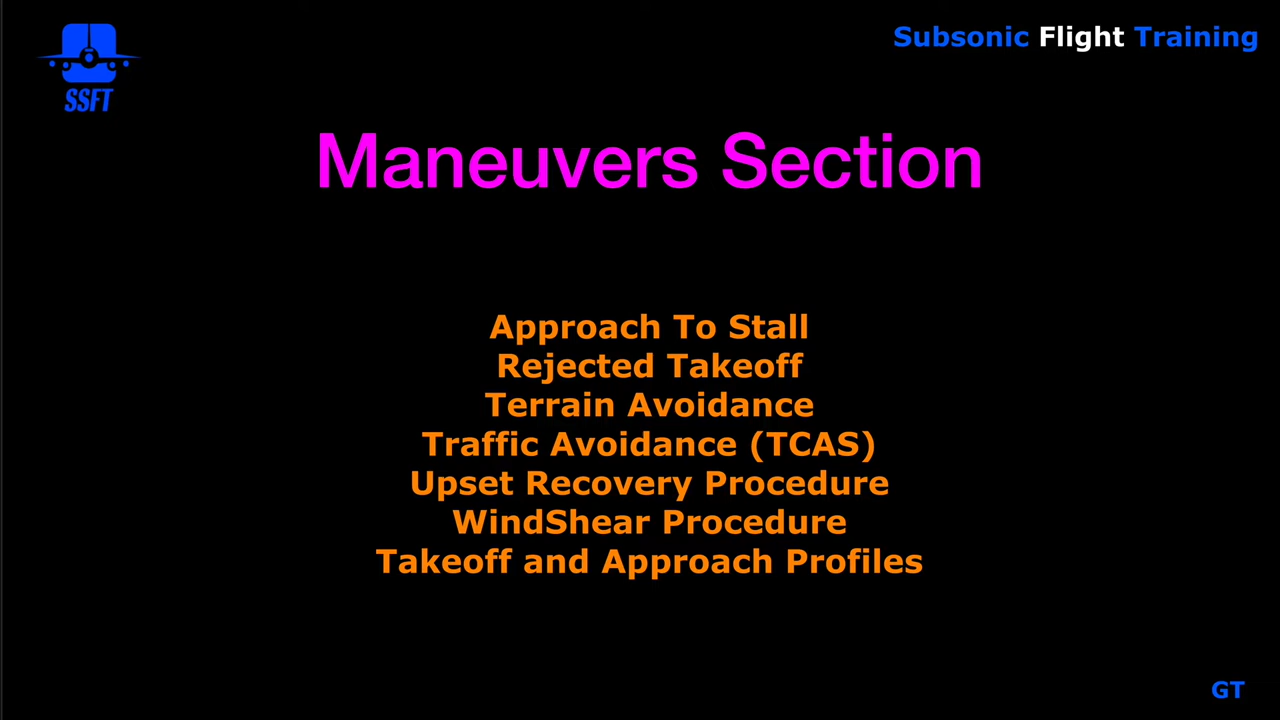 SSFT
Subsonic Flight Training
Maneuvers Section
Approach To Stall
Rejected Takeoff
Terrain Avoidance
Traffic Avoidance (TCAS)
Upset Recovery Procedure
WindShear Procedure
Takeoff and Approach Profiles
GT